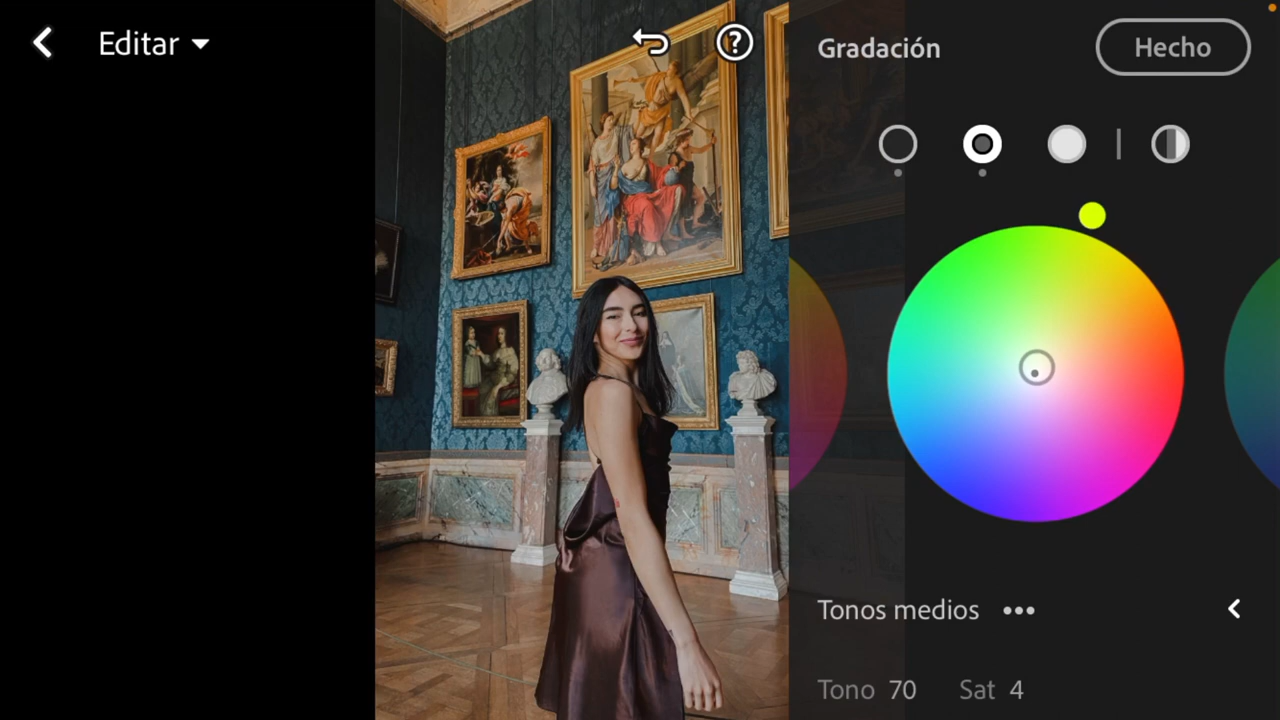 Editar
?
Gradación
Hecho
Tonos medios •••
Tono 70 Sat 4